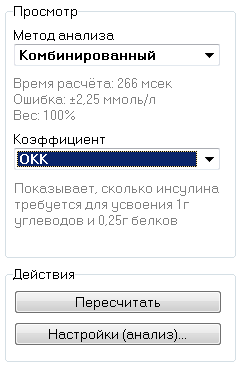 Просмотр
Метод анализа
Комбинированный
Время расчёта: 266 мсек
Ошибка: ±2,25 ммоль/л
Вес: 100%
Коэффициент
ОКК
Показывает, сколько инсулина
требуется для усвоения 1г
углеводов и 0,25г белков
Действия
Пересчитать
Настройки (анализ)...